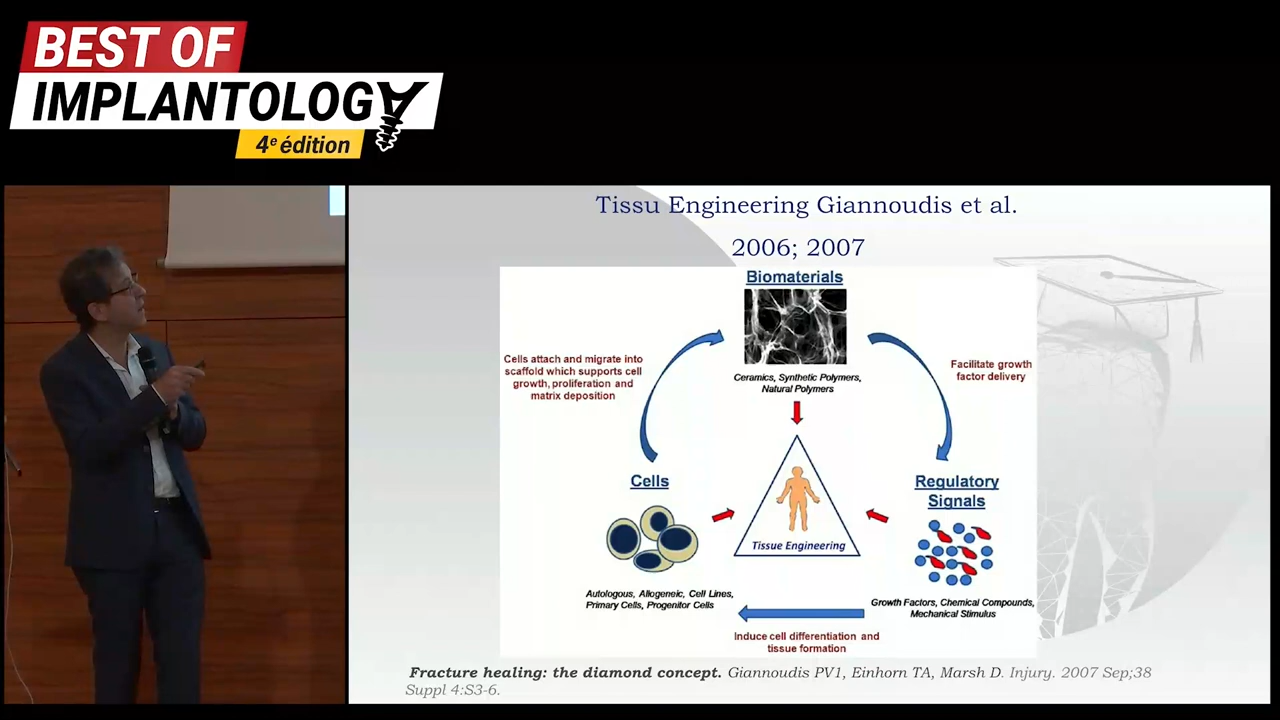 BEST OF
IMPLANTOLOGY
4e édition
Tissu Engineering Giannoudis et al.
2006; 2007
Biomaterials
Ceramics, Synthetic Polymers,
Natural Polymers
Cells attach and migrate into
scaffold which supports cell
growth, proliferation and
matrix deposition
Facilitate growth
factor delivery
Cells
Regulatory
Signals
Tissue Engineering
Autologous, Allogeneic, Cell Lines,
Primary Cells, Progenitor Cells
Growth Factors, Chemical Compounds,
Mechanical Stimulus
Induce cell differentiation and
tissue formation
Fracture healing: the diamond concept. Giannoudis PV1, Einhorn TA, Marsh D. Injury. 2007 Sep;38
Suppl 4:S3-6.